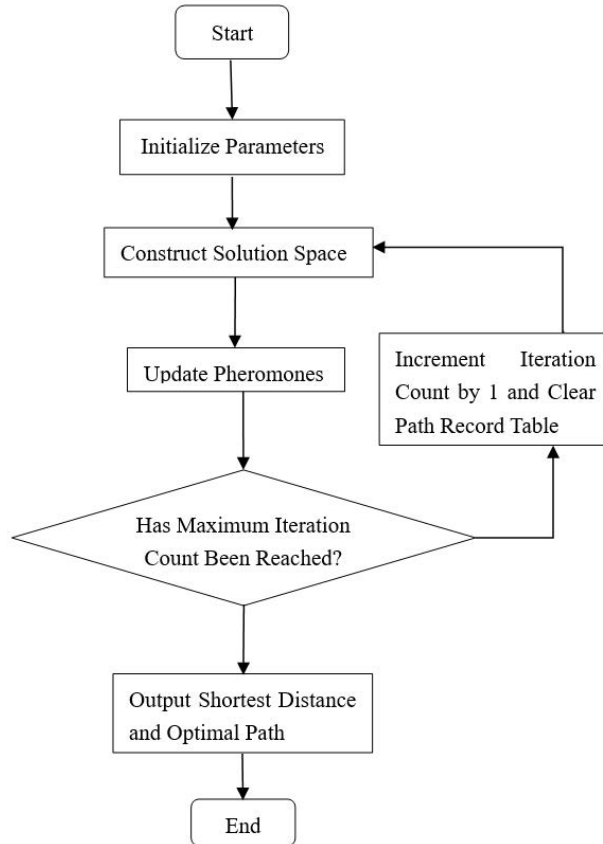 Start
Initialize Parameters
Construct Solution Space
Update Pheromones
Increment Iteration
Count by 1 and Clear
Path Record Table
Has Maximum Iteration
Count Been Reached?
Output Shortest Distance
and Optimal Path
End